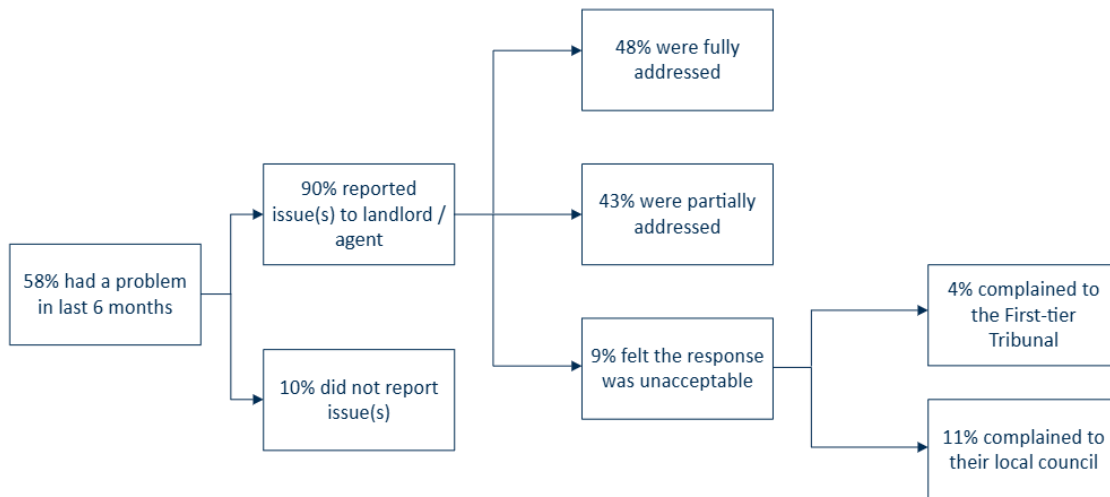 58% had a problem
in last 6 months
90% reported
issue(s) to landlord /
agent
10% did not report
issue(s)
48% were fully
addressed
43% were partially
addressed
9% felt the response
was unacceptable
4% complained to
the First-tier
Tribunal
11% complained to
their local council